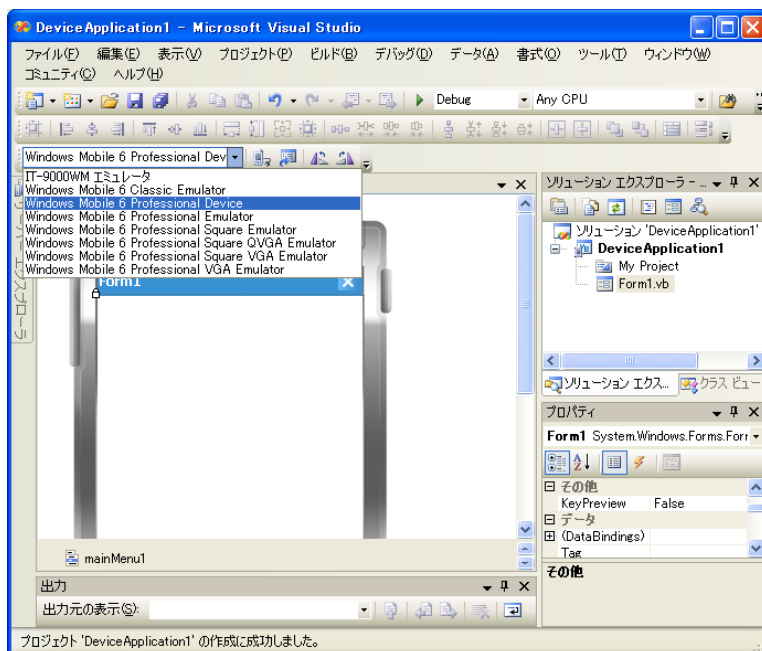 DeviceApplication1 - Microsoft Visual Studio
ファイル(F) 編集(E) 表示(V) プロジェクト(P) ビルド(B) デバッグ(D) データ(A) 書式(O) ツール(T) ウィンドウ(W)
コミュニティ(C) ヘルプ(H)
Debug Any CPU
Windows Mobile 6 Professional Dev
IT-9000WM エミュレータ
Windows Mobile 6 Classic Emulator
Windows Mobile 6 Professional Device
Windows Mobile 6 Professional Emulator
Windows Mobile 6 Professional Square Emulator
Windows Mobile 6 Professional Square QVGA Emulator
Windows Mobile 6 Professional Square VGA Emulator
Windows Mobile 6 Professional VGA Emulator
エクスプローラ
Form1
mainMenu1
ソリューション エクスプローラ - ...
ソリューション 'DeviceApplication1'
DeviceApplication1
My Project
Form1.vb
ソリューション エクス... クラス ビュー
プロパティ
Form1 System.Windows.Forms.Forr
その他
KeyPreview False
データ
(DataBindings)
Tag
その他
出力
出力元の表示(S):
プロジェクト 'DeviceApplication1' の作成に成功しました。